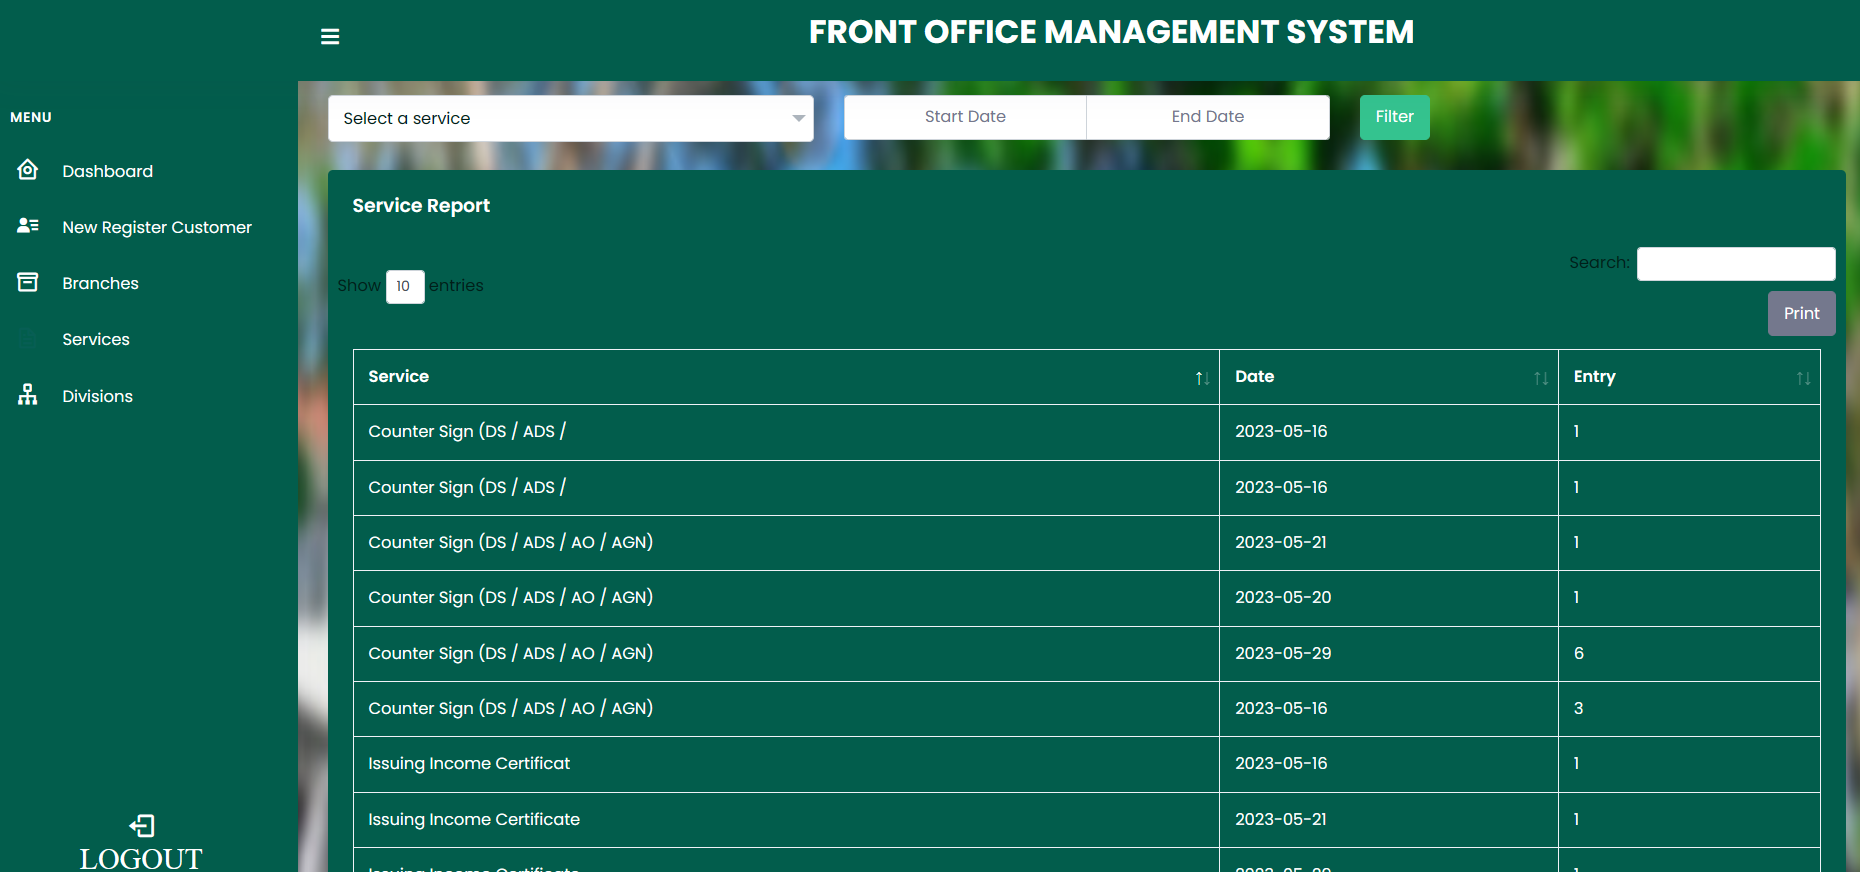 FRONT OFFICE MANAGEMENT SYSTEM
MENU
Dashboard
New Register Customer
Branches
Services
Divisions
LOGOUT
Select a service
Start Date
End Date
Filter
Service Report
Show 10 entries
Search:
Print
Service Date Entry
Counter Sign (DS / ADS / 2023-05-16 1
Counter Sign (DS / ADS / 2023-05-16 1
Counter Sign (DS / ADS / AO / AGN) 2023-05-21 1
Counter Sign (DS / ADS / AO / AGN) 2023-05-20 1
Counter Sign (DS / ADS / AO / AGN) 2023-05-29 6
Counter Sign (DS / ADS / AO / AGN) 2023-05-16 3
Issuing Income Certificat 2023-05-16 1
Issuing Income Certificate 2023-05-21 1
Issuing Income Certificate